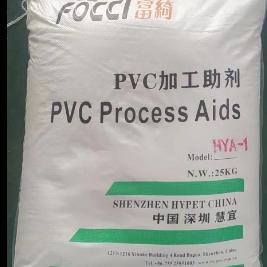 FOCCI 富绮
PVC加工助剂
PVC Process Aids
HYA-1
Model:
N.W.:25KG
SHENZHEN HYPET CHINA
中国 深圳 慧宜